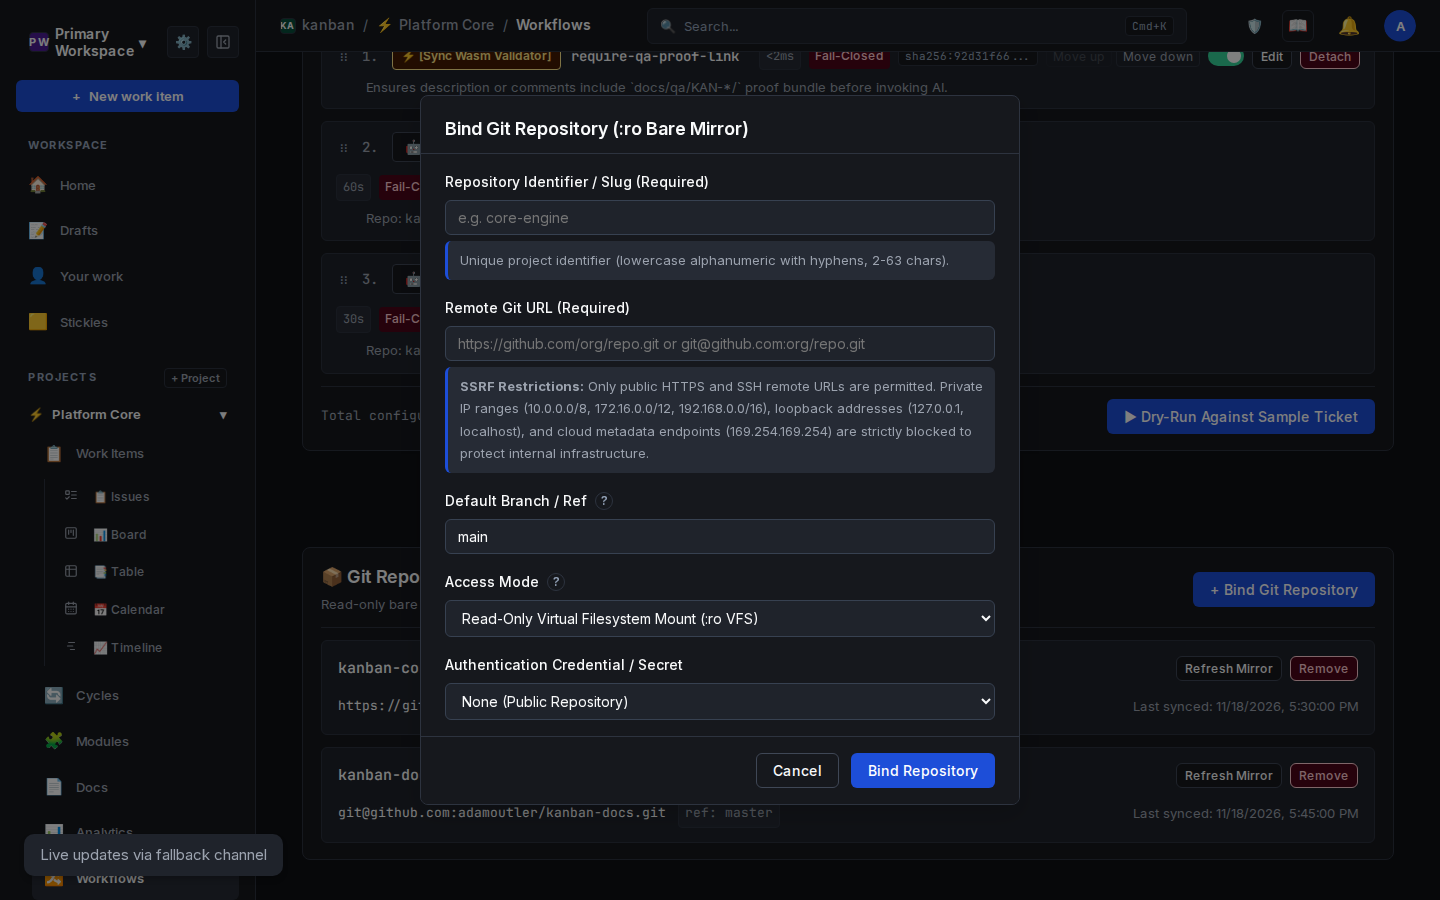 PW Primary Workspace ▾
+ New work item
WORKSPACE
Home
Drafts
Your work
Stickies
PROJECTS + Project
Platform Core ▾
Work Items
Issues
Board
Table
Calendar
Timeline
Cycles
Modules
Docs
Analytics
Workflows
Live updates via fallback channel
KA kanban / ⚡ Platform Core / Workflows
Search... Cmd+K
A
1. ⚡ [Sync Wasm Validator] require-qa-proof-link <2ms Fail-Closed sha256:92d31f66... Move up Move down Edit Detach
Ensures description or comments include `docs/qa/KAN-*/` proof bundle before invoking AI.
2.
60s Fail-C
Repo: ka
3.
30s Fail-C
Repo: ka
Total configu
▶ Dry-Run Against Sample Ticket
Git Repo
Read-only bare
+ Bind Git Repository
kanban-co
Refresh Mirror Remove
https://git
Last synced: 11/18/2026, 5:30:00 PM
kanban-do
Refresh Mirror Remove
git@github.com:adamoutler/kanban-docs.git ref: master
Last synced: 11/18/2026, 5:45:00 PM
Bind Git Repository (:ro Bare Mirror)
Repository Identifier / Slug (Required)
e.g. core-engine
Unique project identifier (lowercase alphanumeric with hyphens, 2-63 chars).
Remote Git URL (Required)
https://github.com/org/repo.git or git@github.com:org/repo.git
SSRF Restrictions: Only public HTTPS and SSH remote URLs are permitted. Private
IP ranges (10.0.0.0/8, 172.16.0.0/12, 192.168.0.0/16), loopback addresses (127.0.0.1,
localhost), and cloud metadata endpoints (169.254.169.254) are strictly blocked to
protect internal infrastructure.
Default Branch / Ref ?
main
Access Mode ?
Read-Only Virtual Filesystem Mount (:ro VFS)
Authentication Credential / Secret
None (Public Repository)
Cancel
Bind Repository